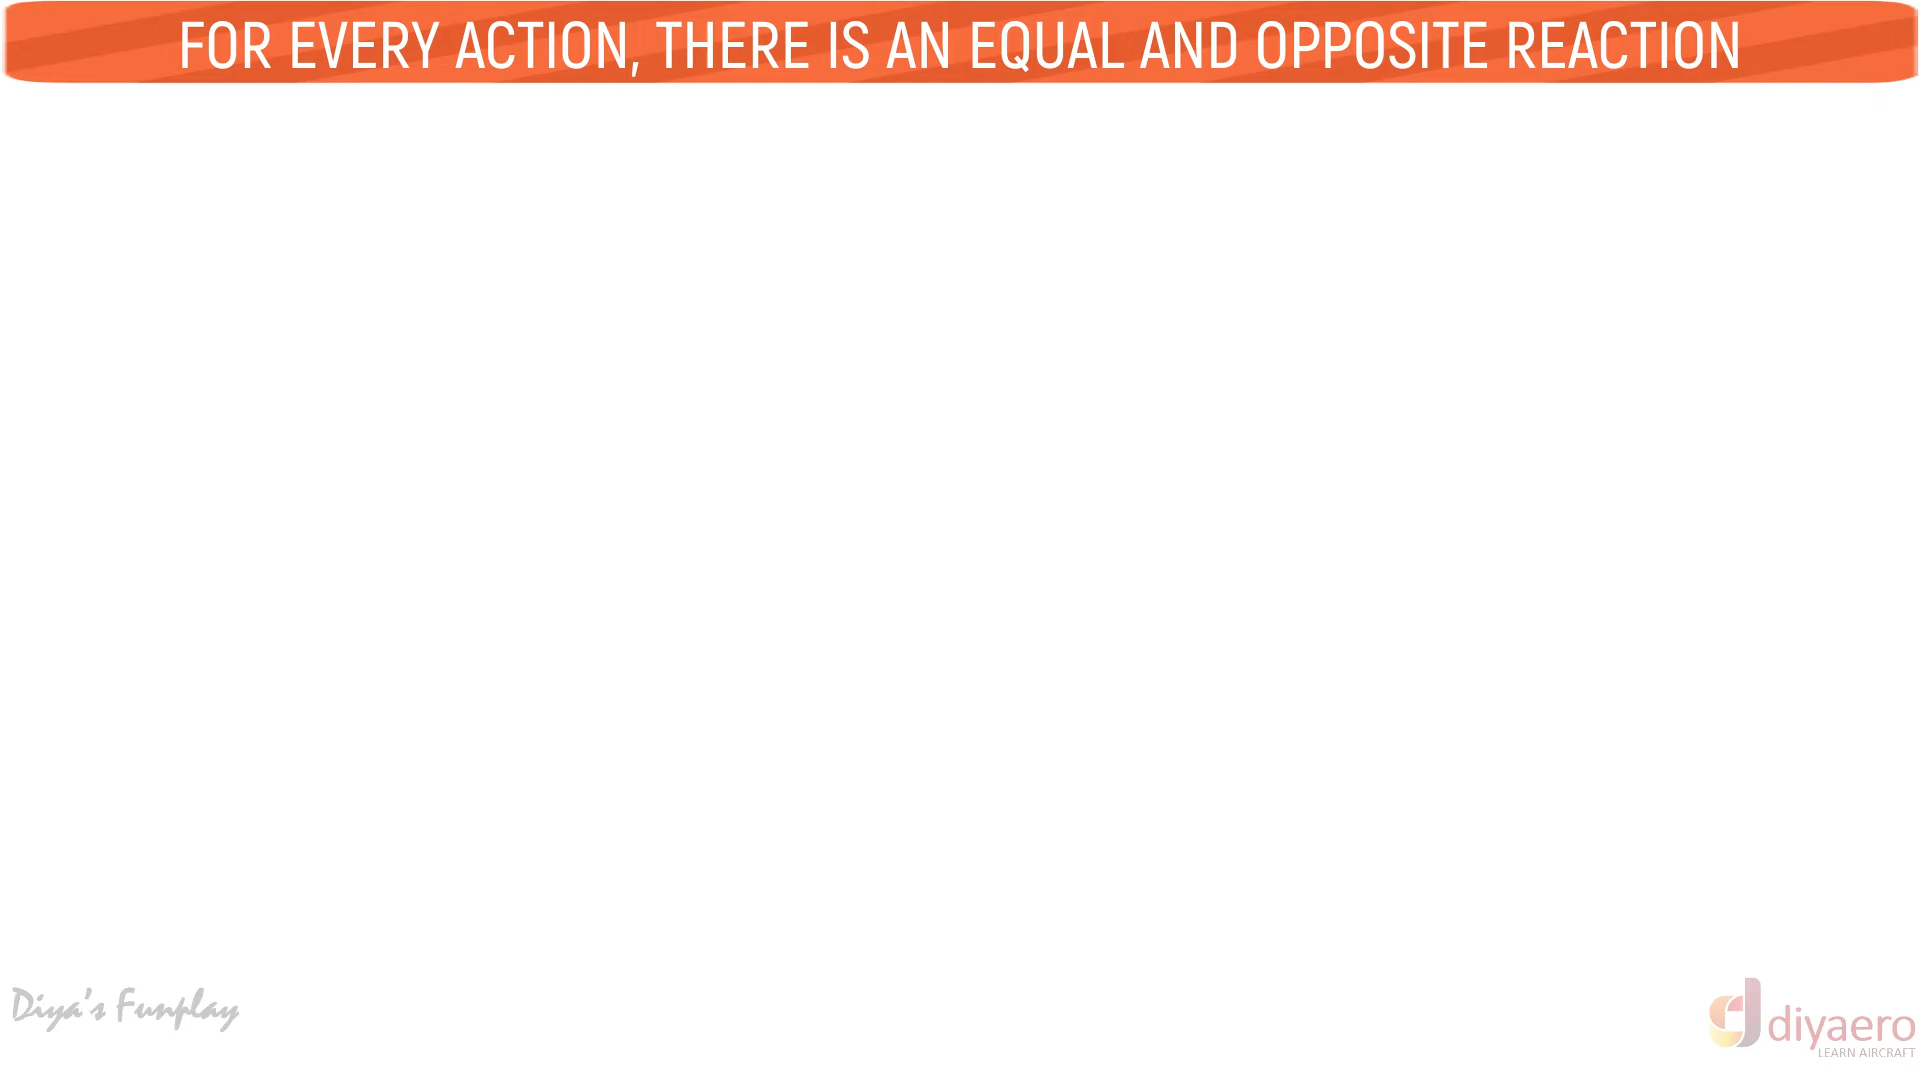 FOR EVERY ACTION, THERE IS AN EQUAL AND OPPOSITE REACTION
Diya's Funplay
diyaero
LEARN AIRCRAFT